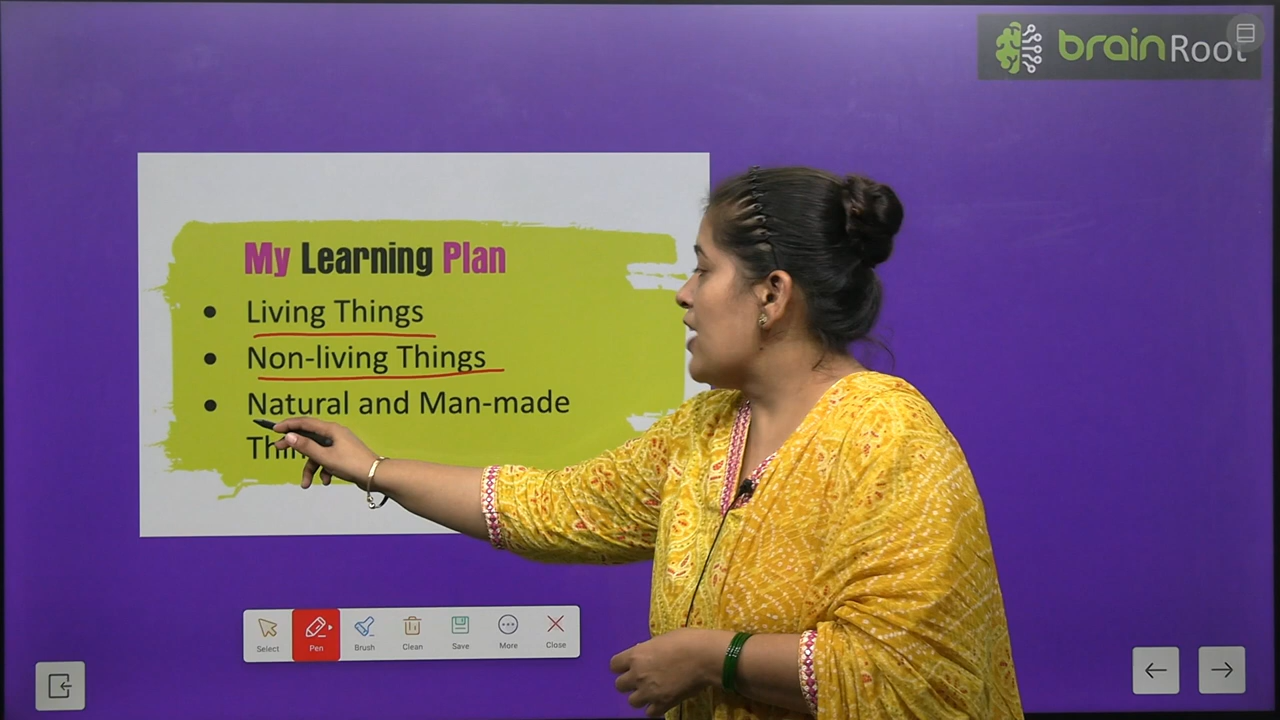 brainRoot
My Learning Plan
• Living Things
• Non-living Things
• Natural and Man-made
Select Pen Brush Clean Save More Close